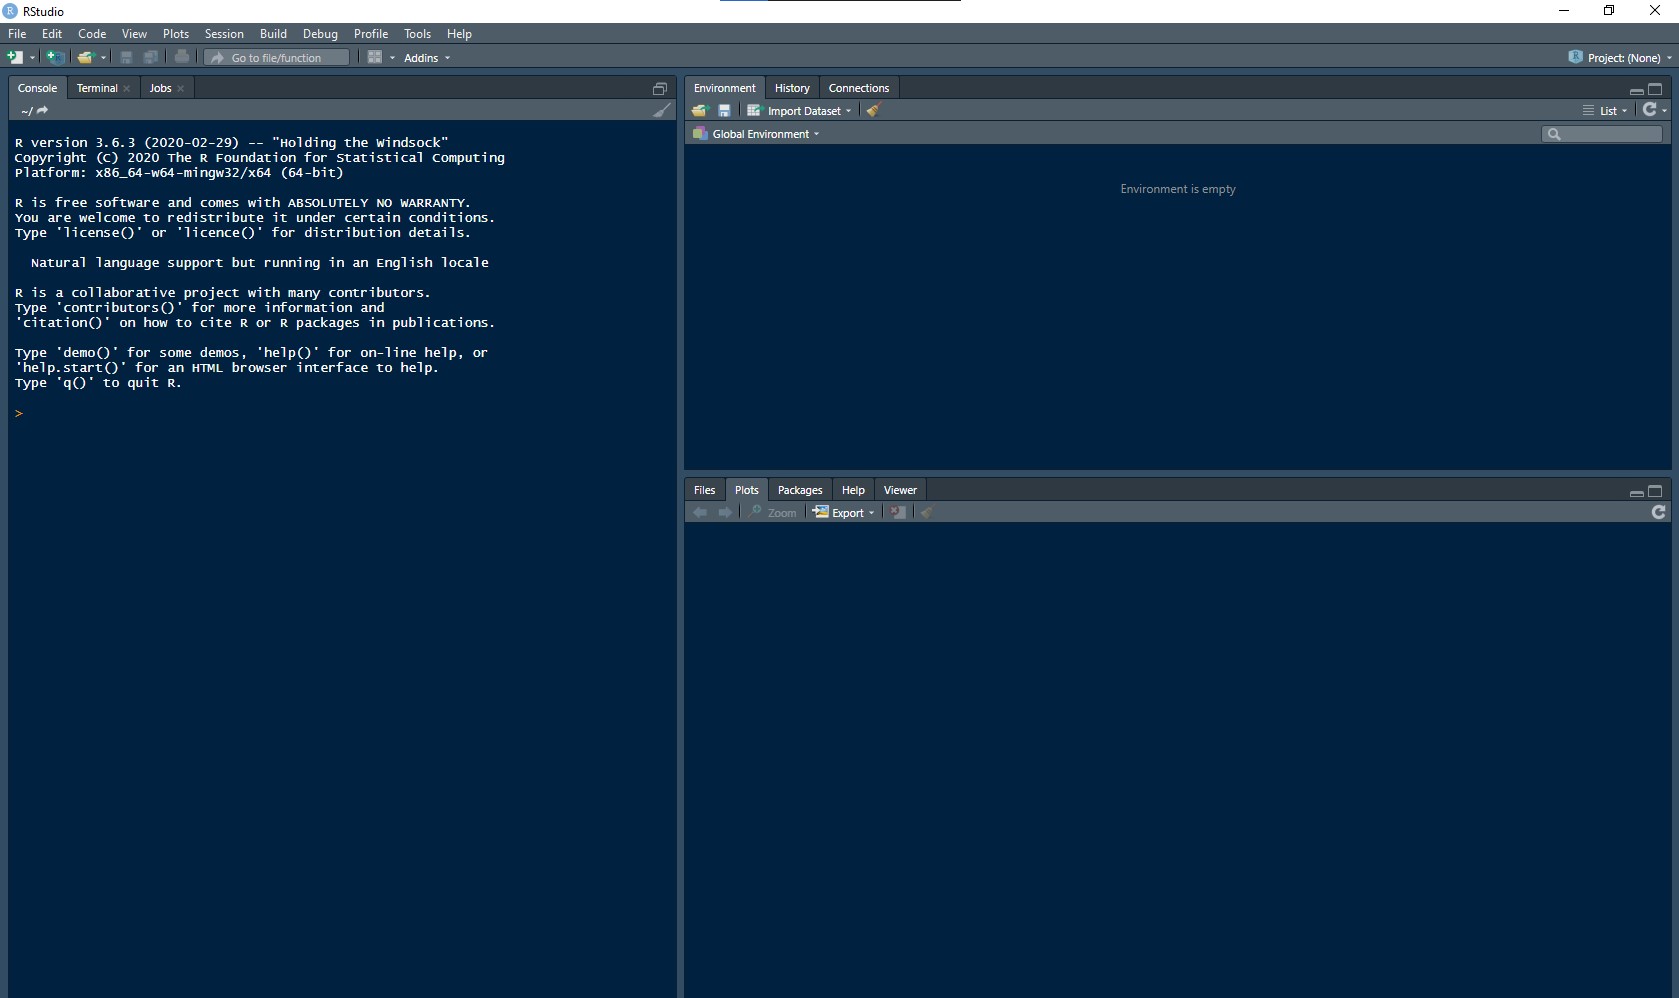 RStudio
File Edit Code View Plots Session Build Debug Profile Tools Help
Go to file/function Addins Project: (None)
Console Terminal Jobs
~/
R version 3.6.3 (2020-02-29) -- "Holding the Windsock"
Copyright (C) 2020 The R Foundation for Statistical Computing
Platform: x86_64-w64-mingw32/x64 (64-bit)
R is free software and comes with ABSOLUTELY NO WARRANTY.
You are welcome to redistribute it under certain conditions.
Type 'license()' or 'licence()' for distribution details.
Natural language support but running in an English locale
R is a collaborative project with many contributors.
Type 'contributors()' for more information and
'citation()' on how to cite R or R packages in publications.
Type 'demo()' for some demos, 'help()' for on-line help, or
'help.start()' for an HTML browser interface to help.
Type 'q()' to quit R.
>
Environment History Connections
Import Dataset List
Global Environment
Environment is empty
Files Plots Packages Help Viewer
Zoom Export